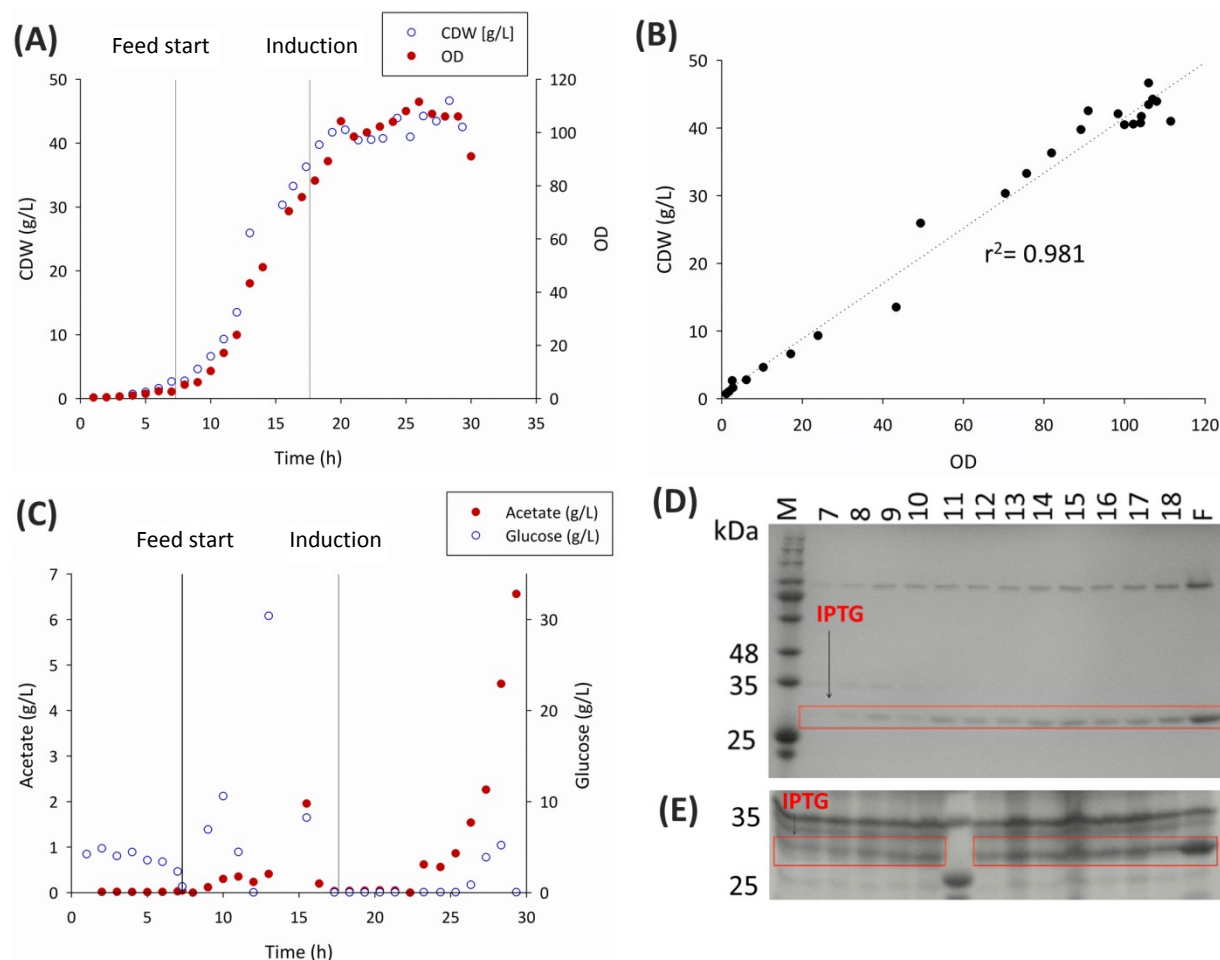 (A)
Feed start
Induction
CDW [g/L]
OD
50
40
30
20
10
0
CDW (g/L)
120
100
80
60
40
20
0
OD
0 5 10 15 20 25 30 35
Time (h)
(B)
50
40
30
20
10
0
CDW (g/L)
r²= 0.981
0 20 40 60 80 100 120
OD
(C)
Acetate (g/L)
Glucose (g/L)
Feed start
Induction
7
6
5
4
3
2
1
0
Acetate (g/L)
30
20
10
0
Glucose (g/L)
0 5 10 15 20 25 30
Time (h)
(D)
kDa
M 7 8 9 10 11 12 13 14 15 16 17 18 F
IPTG
48
35
25
(E)
IPTG
35
25